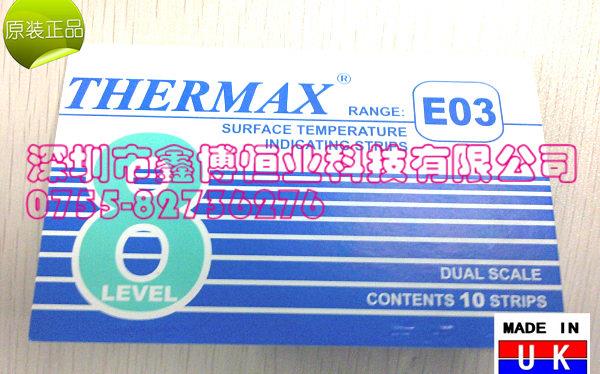 原装正品
THERMAX®
RANGE: E03
SURFACE TEMPERATURE
INDICATING STRIPS
深圳市鑫博恒业科技有限公司
0755-82736276
8
LEVEL
DUAL SCALE
CONTENTS 10 STRIPS
MADE IN
UK